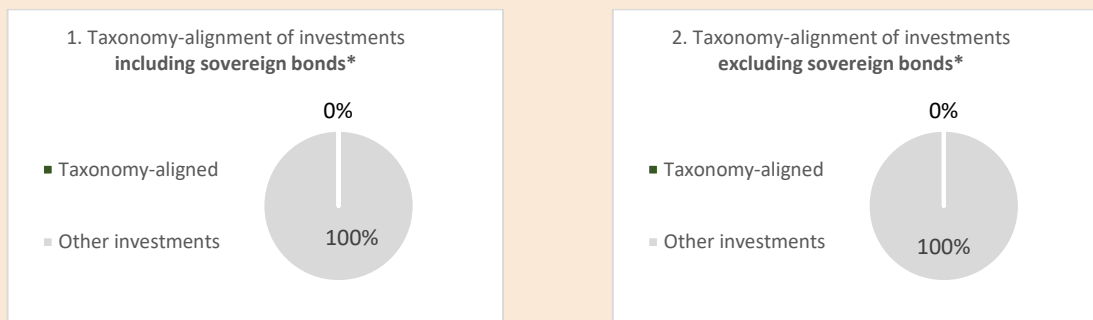 1. Taxonomy-alignment of investments
including sovereign bonds*
0%
Taxonomy-aligned
Other investments
100%
2. Taxonomy-alignment of investments
excluding sovereign bonds*
0%
Taxonomy-aligned
Other investments
100%